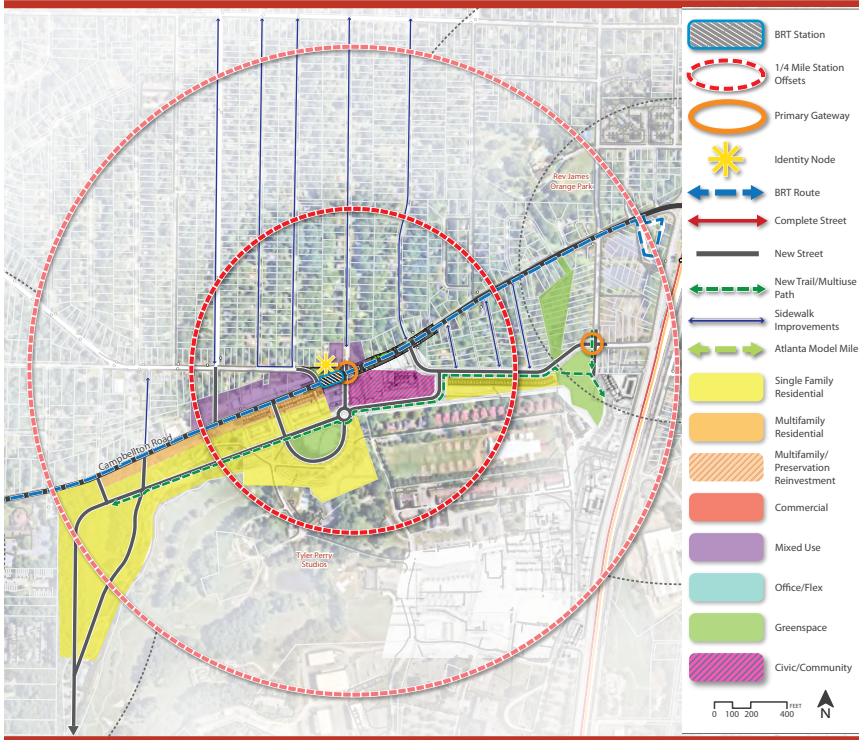 BRT Station
1/4 Mile Station
Offsets
Primary Gateway
Identity Node
BRT Route
Complete Street
New Street
New Trail/Multiuse
Path
Sidewalk
Improvements
Atlanta Model Mile
Single Family
Residential
Multifamily
Residential
Multifamily/
Preservation
Reinvestment
Commercial
Mixed Use
Office/Flex
Greenspace
Civic/Community
FEET
0 100 200 400
N
Rev James
Orange Park
Campbellton Road
Tyler Perry
Studios